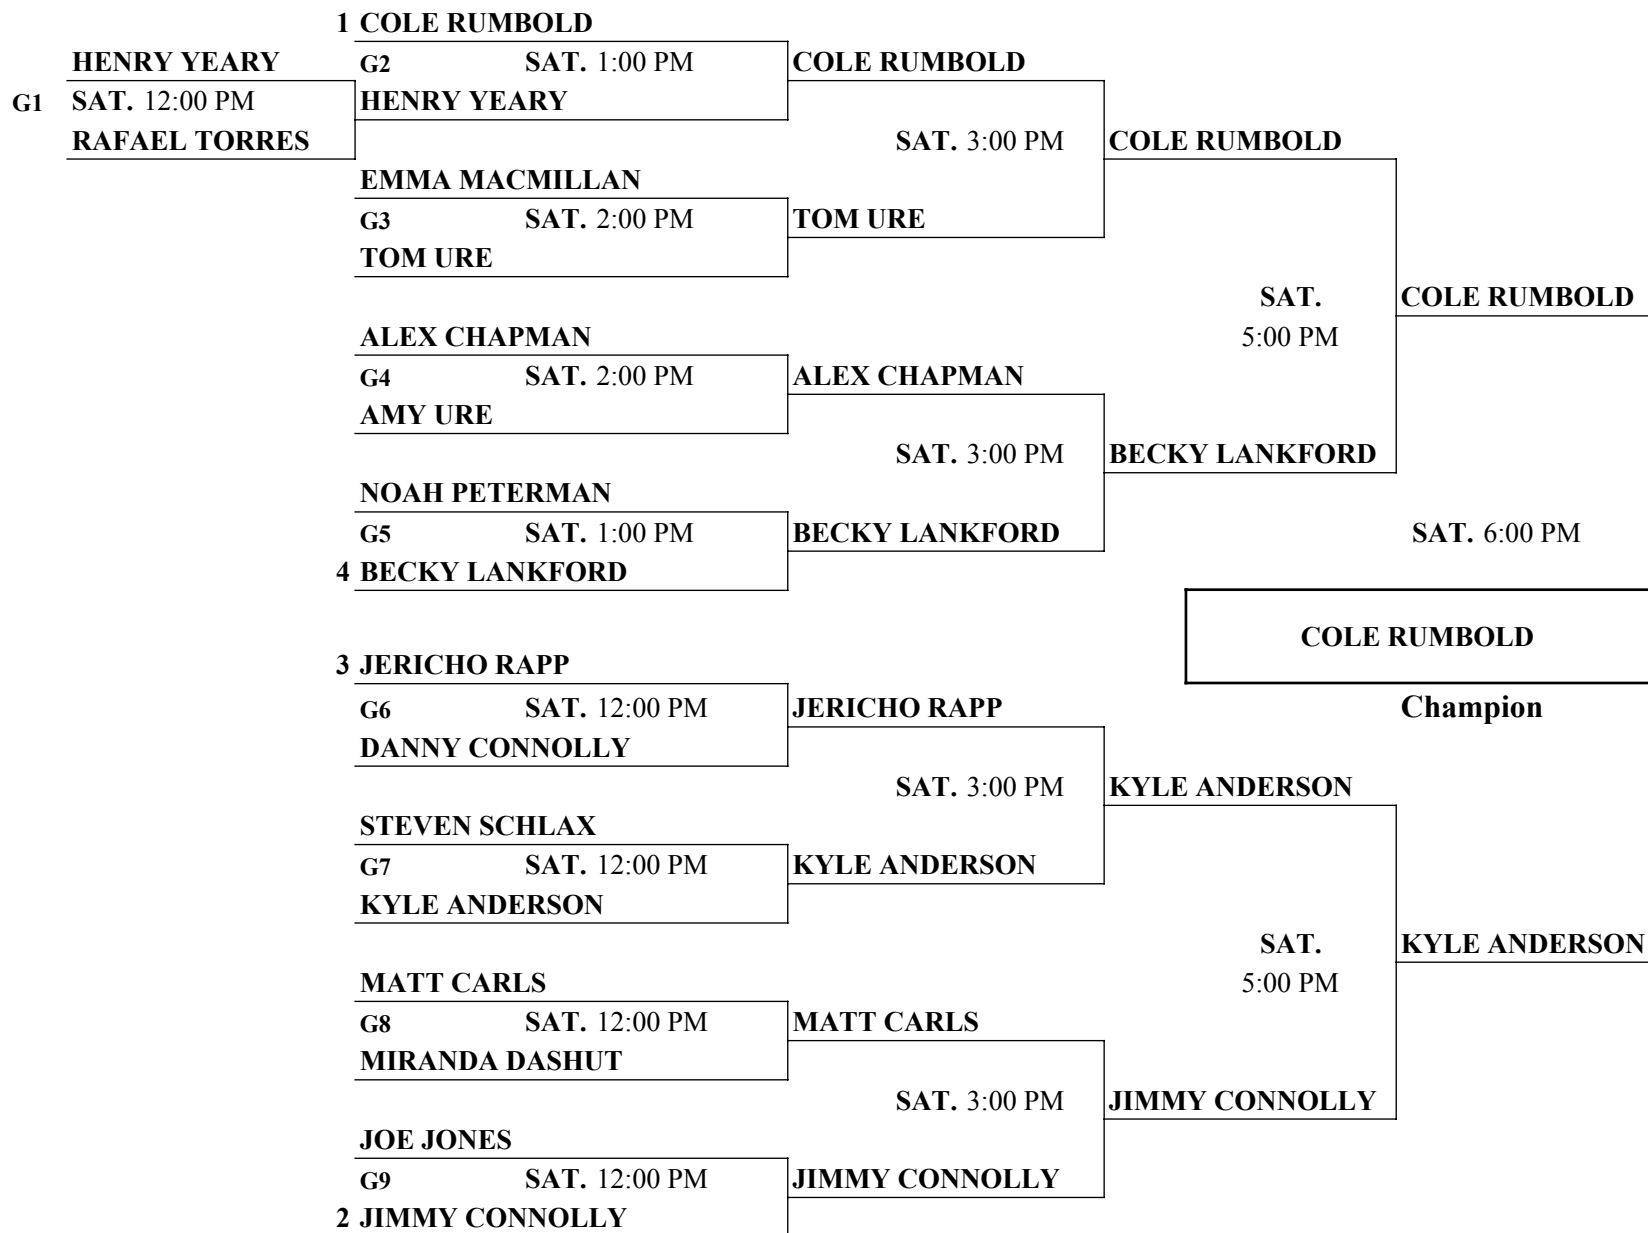 1 COLE RUMBOLD
HENRY YEARY G2 SAT. 1:00 PM COLE RUMBOLD
G1 SAT. 12:00 PM HENRY YEARY
RAFAEL TORRES SAT. 3:00 PM COLE RUMBOLD
EMMA MACMILLAN
G3 SAT. 2:00 PM TOM URE
TOM URE
SAT. COLE RUMBOLD
ALEX CHAPMAN 5:00 PM
G4 SAT. 2:00 PM ALEX CHAPMAN
AMY URE
SAT. 3:00 PM BECKY LANKFORD
NOAH PETERMAN
G5 SAT. 1:00 PM BECKY LANKFORD SAT. 6:00 PM
4 BECKY LANKFORD
COLE RUMBOLD
3 JERICHO RAPP
G6 SAT. 12:00 PM JERICHO RAPP Champion
DANNY CONNOLLY
SAT. 3:00 PM KYLE ANDERSON
STEVEN SCHLAX
G7 SAT. 12:00 PM KYLE ANDERSON
KYLE ANDERSON
SAT. KYLE ANDERSON
MATT CARLS 5:00 PM
G8 SAT. 12:00 PM MATT CARLS
MIRANDA DASHUT
SAT. 3:00 PM JIMMY CONNOLLY
JOE JONES
G9 SAT. 12:00 PM JIMMY CONNOLLY
2 JIMMY CONNOLLY